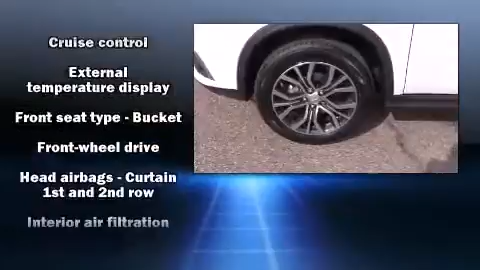 Cruise control
External
temperature display
Front seat type - Bucket
Front-wheel drive
Head airbags - Curtain
1st and 2nd row
Interior air filtration